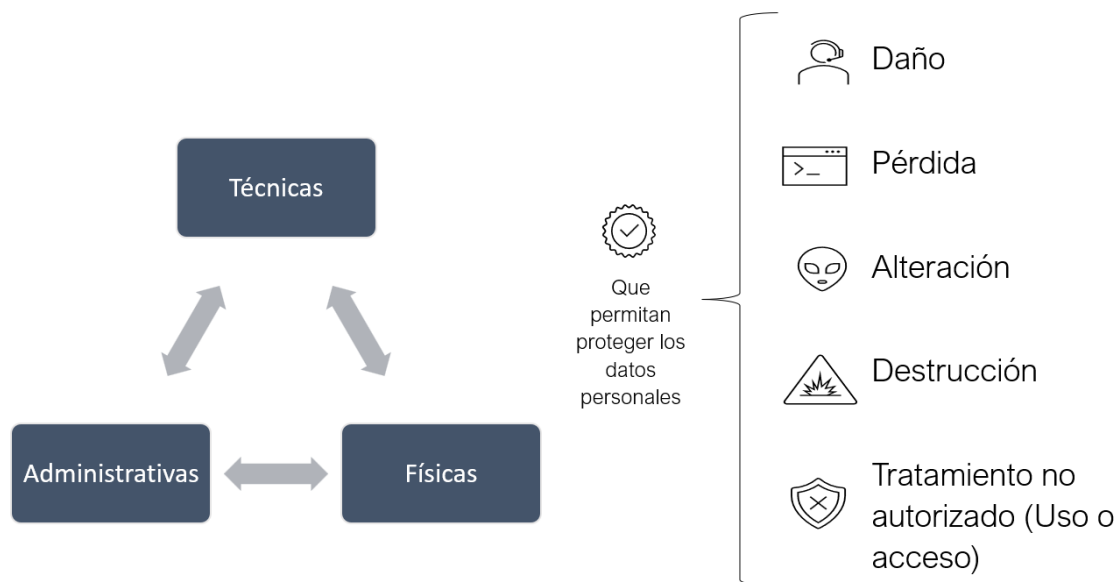 Técnicas
Administrativas
Físicas
Que
permitan
proteger los
datos
personales
Daño
>_
Pérdida
Alteración
Destrucción
Tratamiento no
autorizado (Uso o
acceso)